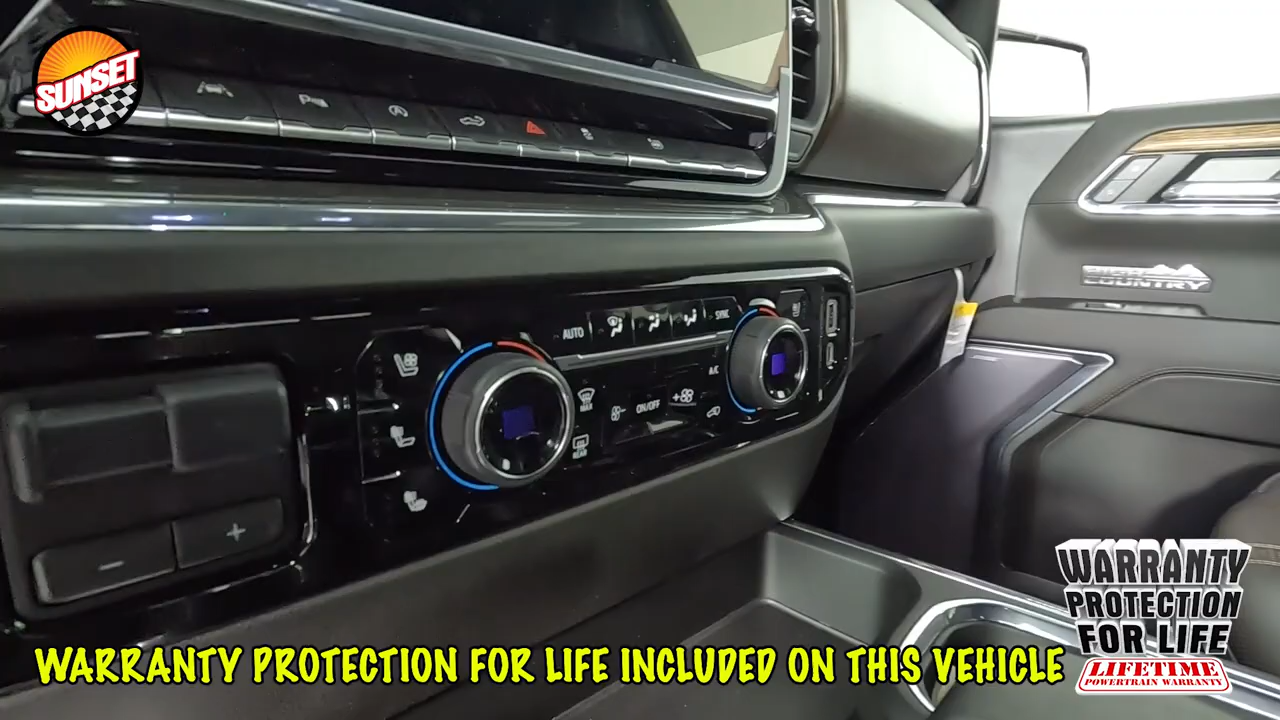 SUNSET
HIGH
COUNTRY
AUTO
SYNC
A/C
MAX
ON/OFF
REAR
+
-
WARRANTY
PROTECTION
FOR LIFE
LIFETIME
POWERTRAIN WARRANTY
WARRANTY PROTECTION FOR LIFE INCLUDED ON THIS VEHICLE